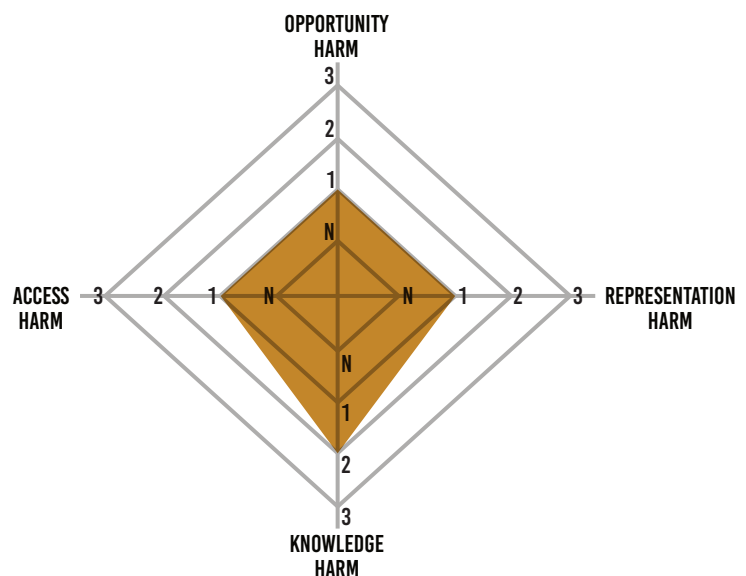 OPPORTUNITY
HARM
3
2
1
N
ACCESS
HARM
3 2 1 N N 1 2 3
REPRESENTATION
HARM
N
1
2
3
KNOWLEDGE
HARM